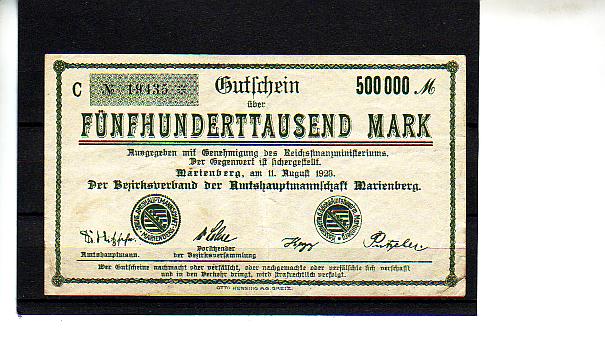 C № 19435 Gutschein 500 000 M
über
FÜNFHUNDERTTAUSEND MARK
Ausgegeben mit Genehmigung des Reichsfinanzministeriums.
Der Gegenwert ist sichergestellt.
Marienberg, am 11. August 1923.
Der Bezirksverband der Amtshauptmannschaft Marienberg.
Amtshauptmann.
Vorsitzender
der Bezirksversammlung
Wer Gutscheine nachmacht oder verfälscht, oder nachgemachte oder verfälschte sich verschafft
und in den Verkehr bringt, wird strafrechtlich verfolgt.
OTTO HENNING A.G. GREIZ.